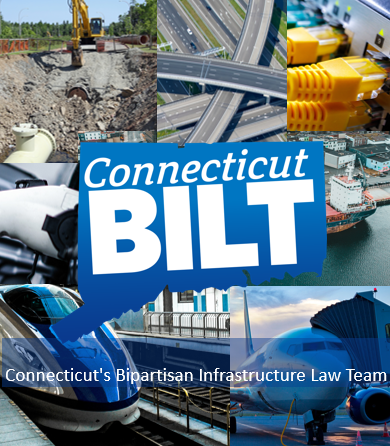 Connecticut
BILT
Connecticut's Bipartisan Infrastructure Law Team